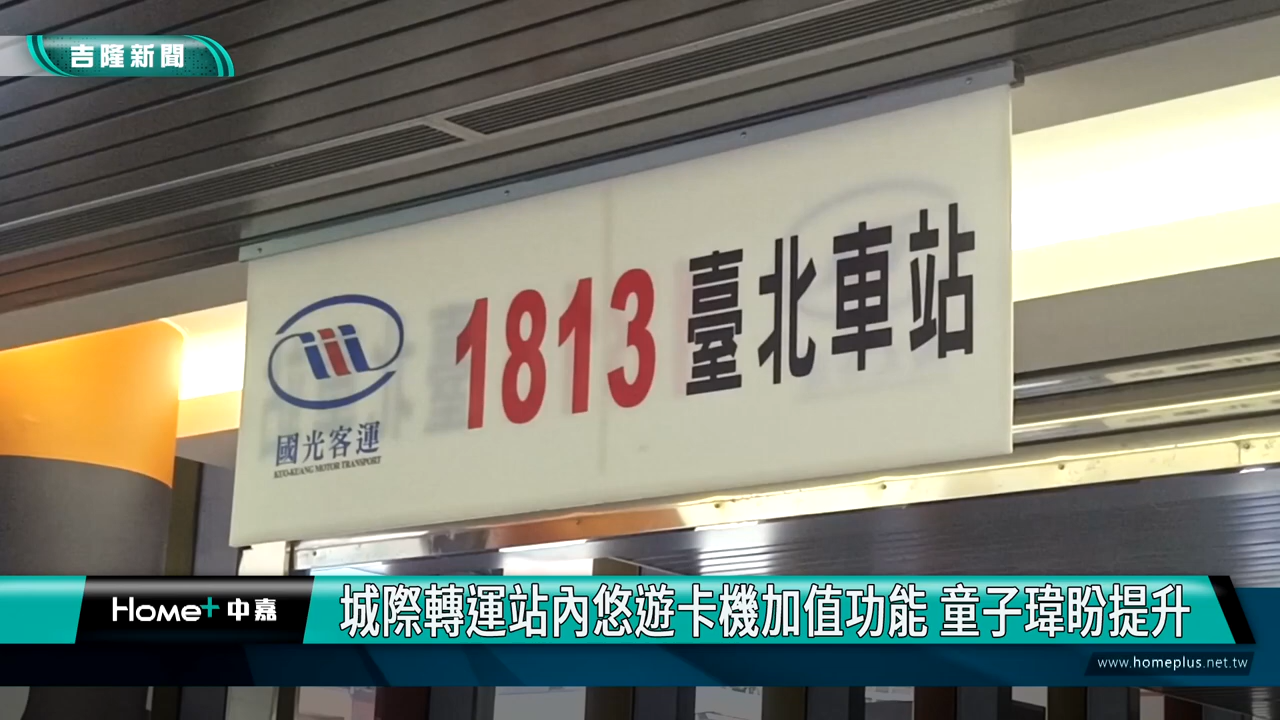 吉隆新聞
1813 臺北車站
國光客運
KUO-KUANG MOTOR TRANSPORT
Home+ 中嘉
城際轉運站內悠遊卡機加值功能 童子瑋盼提升
www.homeplus.net.tw